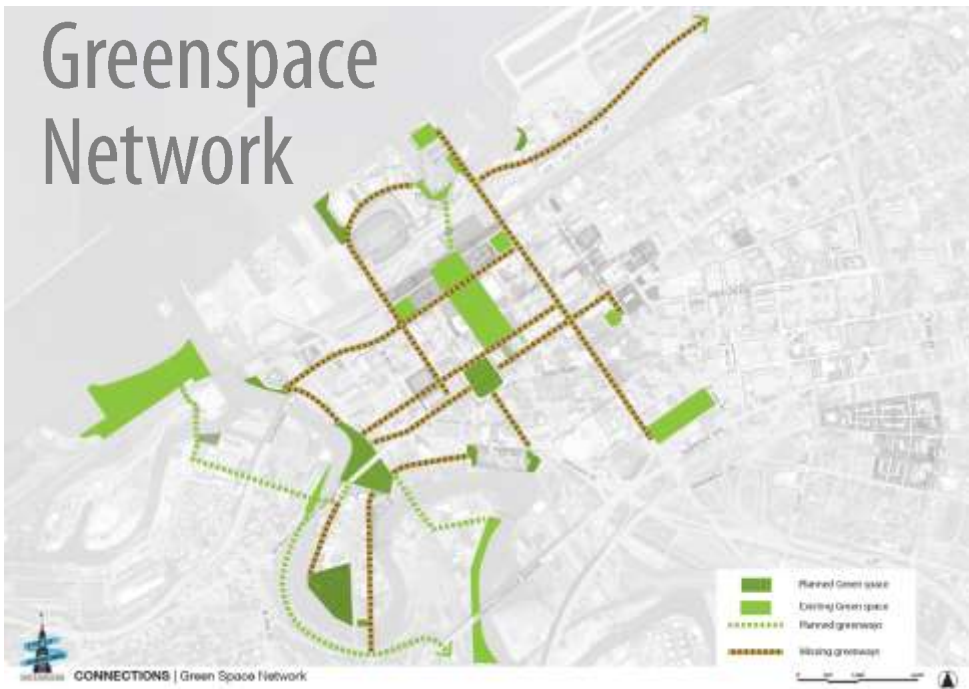 Greenspace
Network
Planned Green space
Existing Green space
Planned greenways
Missing greenways
CONNECTIONS | Green Space Network